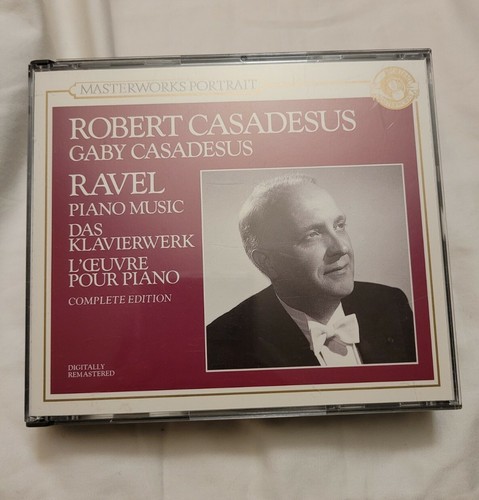 MASTERWORKS PORTRAIT
ROBERT CASADESUS
GABY CASADESUS
RAVEL
PIANO MUSIC
DAS
KLAVIERWERK
L'ŒUVRE
POUR PIANO
COMPLETE EDITION
DIGITALLY
REMASTERED